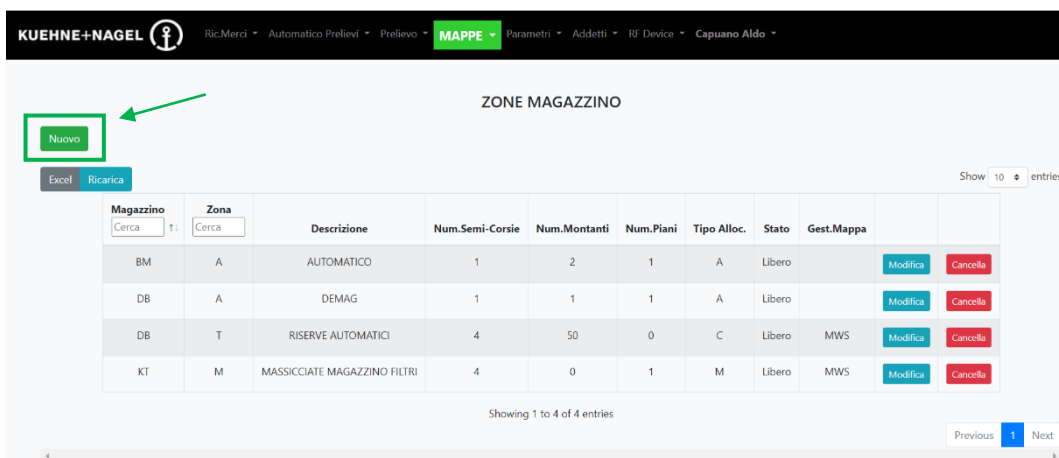 KUEHNE+NAGEL Ric.Merci Automatico Prelievi Prelievo MAPPE Parametri Addetti RF Device Capuano Aldo
ZONE MAGAZZINO
Nuovo
Excel Ricarica Show 10 entries
Magazzino Zona Descrizione Num.Semi-Corsie Num.Montanti Num.Piani Tipo Alloc. Stato Gest.Mappa
Cerca Cerca
BM A AUTOMATICO 1 2 1 A Libero Modifica Cancella
DB A DEMAG 1 1 1 A Libero Modifica Cancella
DB T RISERVE AUTOMATICI 4 50 0 C Libero MWS Modifica Cancella
KT M MASSICCIATE MAGAZZINO FILTRI 4 0 1 M Libero MWS Modifica Cancella
Showing 1 to 4 of 4 entries
Previous 1 Next